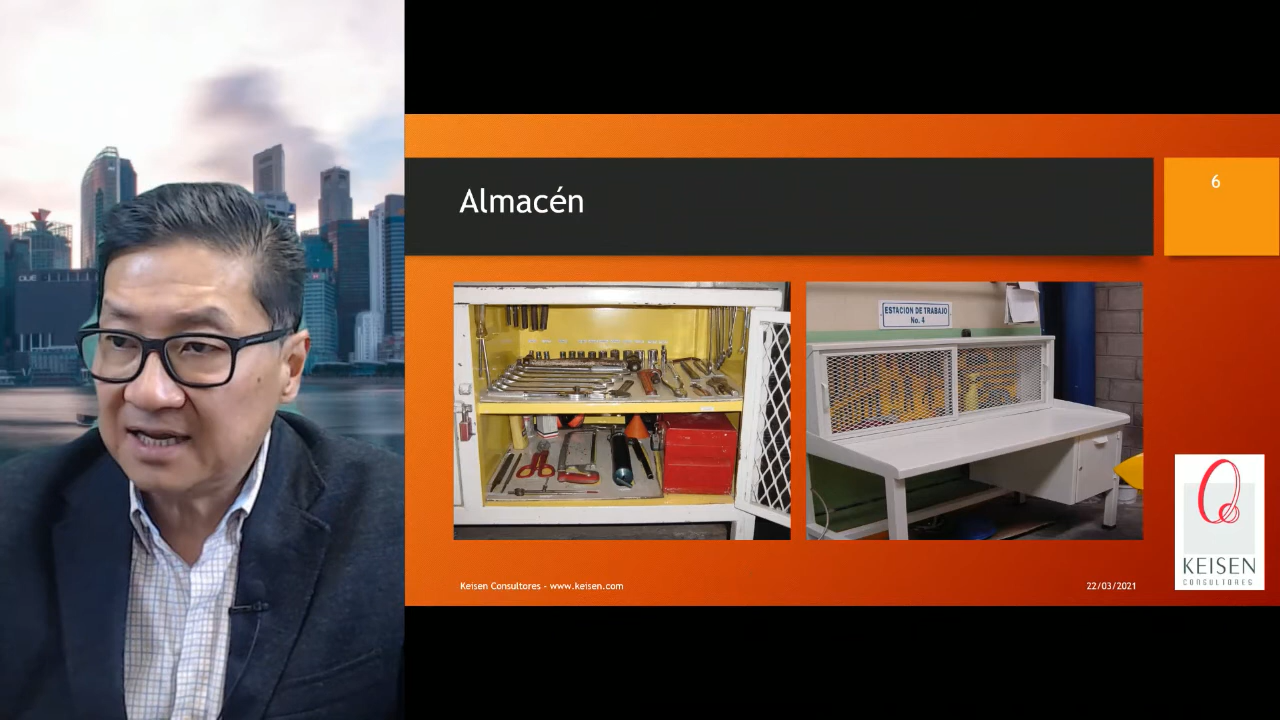 Almacén
6
ESTACION DE TRABAJO
No. 4
Keisen Consultores - www.keisen.com
22/03/2021
KEISEN
CONSULTORES